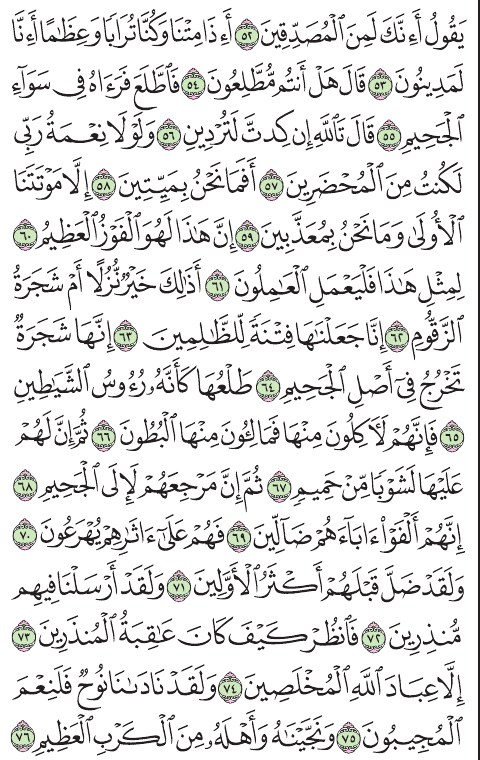 يَقُولُ أَءِنَّكَ لَمِنَ ٱلْمُصَدِّقِينَ ٥٢ أَءِذَا مِتْنَا وَكُنَّا تُرَابًا وَعِظَٰمًا أَءِنَّا
لَمَدِينُونَ ٥٣ قَالَ هَلْ أَنتُم مُّطَّلِعُونَ ٥٤ فَٱطَّلَعَ فَرَءَاهُ فِى سَوَآءِ
ٱلْجَحِيمِ ٥٥ قَالَ تَٱللَّهِ إِن كِدتَّ لَتُرْدِينِ ٥٦ وَلَوْلَا نِعْمَةُ رَبِّى
لَكُنتُ مِنَ ٱلْمُحْضَرِينَ ٥٧ أَفَمَا نَحْنُ بِمَيِّتِينَ ٥٨ إِلَّا مَوْتَتَنَا
ٱلْأُولَىٰ وَمَا نَحْنُ بِمُعَذَّبِينَ ٥٩ إِنَّ هَٰذَا لَهُوَ ٱلْفَوْزُ ٱلْعَظِيمُ ٦٠
لِمِثْلِ هَٰذَا فَلْيَعْمَلِ ٱلْعَٰمِلُونَ ٦١ أَذَٰلِكَ خَيْرٌ نُّزُلًا أَمْ شَجَرَةُ
ٱلزَّقُّومِ ٦٢ إِنَّا جَعَلْنَٰهَا فِتْنَةً لِّلظَّٰلِمِينَ ٦٣ إِنَّهَا شَجَرَةٌ
تَخْرُجُ فِىٓ أَصْلِ ٱلْجَحِيمِ ٦٤ طَلْعُهَا كَأَنَّهُۥ رُءُوسُ ٱلشَّيَٰطِينِ
٦٥ فَإِنَّهُمْ لَءَاكِلُونَ مِنْهَا فَمَالِـُٔونَ مِنْهَا ٱلْبُطُونَ ٦٦ ثُمَّ إِنَّ لَهُمْ
عَلَيْهَا لَشَوْبًا مِّنْ حَمِيمٍ ٦٧ ثُمَّ إِنَّ مَرْجِعَهُمْ لَإِلَى ٱلْجَحِيمِ ٦٨
إِنَّهُمْ أَلْفَوْا۟ ءَابَآءَهُمْ ضَآلِّينَ ٦٩ فَهُمْ عَلَىٰٓ ءَاثَٰرِهِمْ يُهْرَعُونَ ٧٠
وَلَقَدْ ضَلَّ قَبْلَهُمْ أَكْثَرُ ٱلْأَوَّلِينَ ٧١ وَلَقَدْ أَرْسَلْنَا فِيهِم
مُّنذِرِينَ ٧٢ فَٱنظُرْ كَيْفَ كَانَ عَٰقِبَةُ ٱلْمُنذَرِينَ ٧٣
إِلَّا عِبَادَ ٱللَّهِ ٱلْمُخْلَصِينَ ٧٤ وَلَقَدْ نَادَىٰنَا نُوحٌ فَلَنِعْمَ
ٱلْمُجِيبُونَ ٧٥ وَنَجَّيْنَٰهُ وَأَهْلَهُۥ مِنَ ٱلْكَرْبِ ٱلْعَظِيمِ ٧٦